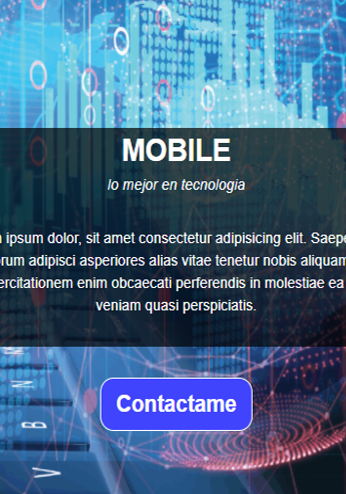 MOBILE
lo mejor en tecnologia
ipsum dolor, sit amet consectetur adipisicing elit. Saepe
rum adipisci asperiores alias vitae tenetur nobis aliquam
ercitationem enim obcaecati perferendis in molestiae ea
veniam quasi perspiciatis.
Contactame
M
N
B
V